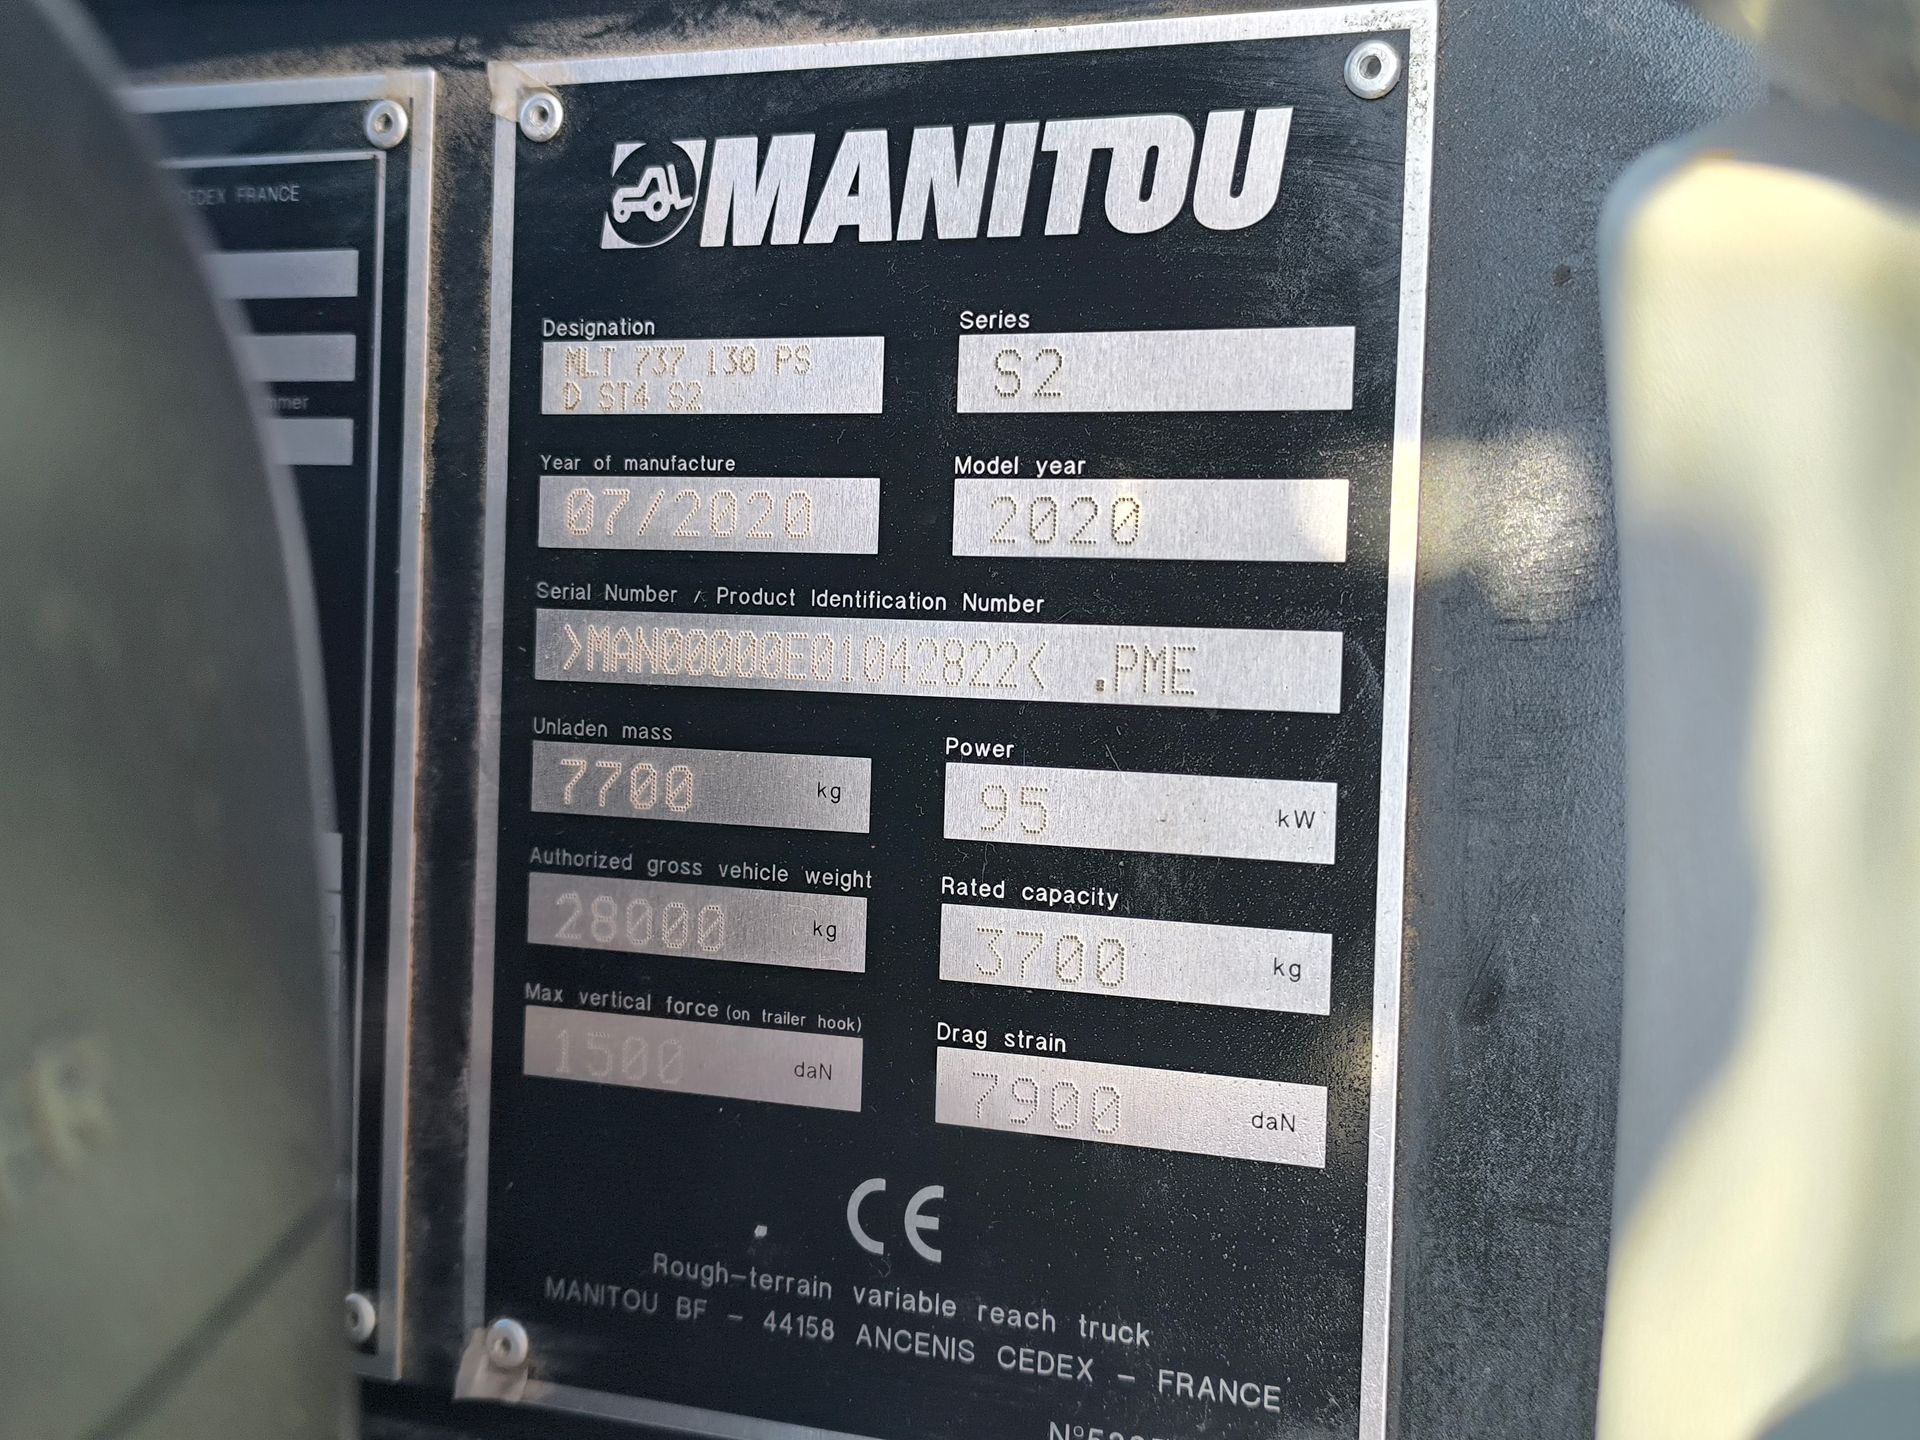 CEDEX FRANCE
MANITOU
Designation
MLT 737 130 PS
D ST4 S2
Series
S2
Year of manufacture
07/2020
Model year
2020
Serial Number / Product Identification Number
>MAN00000E01042822< .PME
Unladen mass
7700 kg
Power
95 kW
Authorized gross vehicle weight
28000 kg
Rated capacity
3700 kg
Max vertical force (on trailer hook)
1500 daN
Drag strain
7900 daN
CE
Rough-terrain variable reach truck
MANITOU BF - 44158 ANCENIS CEDEX - FRANCE